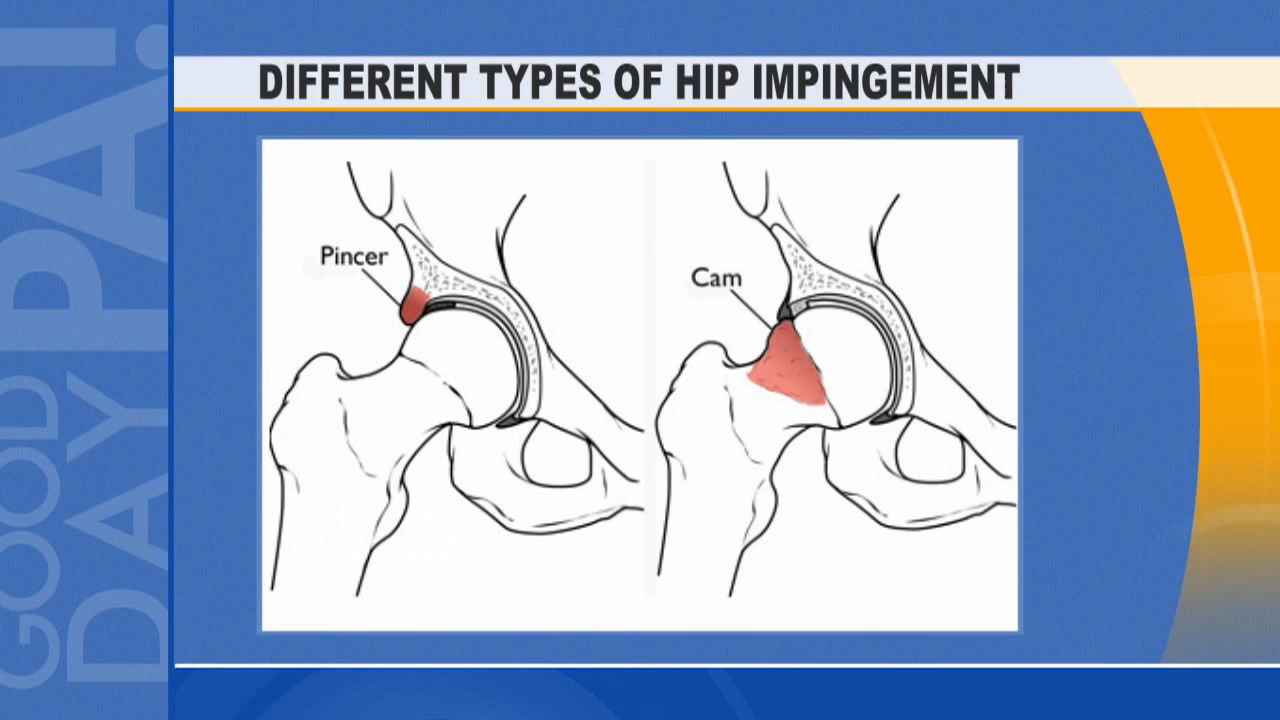 DIFFERENT TYPES OF HIP IMPINGEMENT
Pincer
Cam
GOOD
DAY PA!